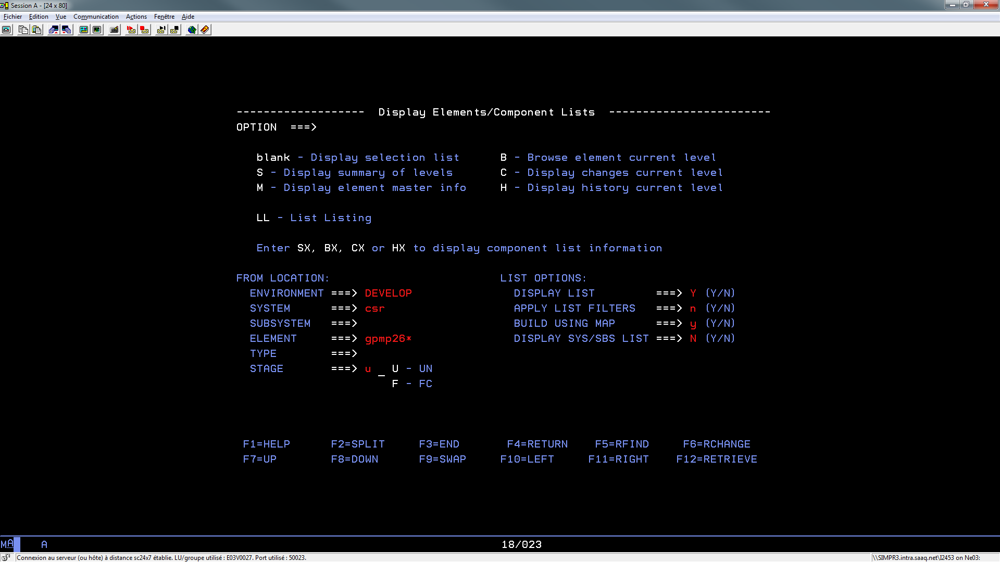 Session A - [24 x 80]
Fichier Edition Vue Communication Actions Fenêtre Aide
------------------- Display Elements/Component Lists ------------------------
OPTION ===>
blank - Display selection list B - Browse element current level
S - Display summary of levels C - Display changes current level
M - Display element master info H - Display history current level
LL - List Listing
Enter SX, BX, CX or HX to display component list information
FROM LOCATION: LIST OPTIONS:
ENVIRONMENT ===> DEVELOP DISPLAY LIST ===> Y (Y/N)
SYSTEM ===> csr APPLY LIST FILTERS ===> n (Y/N)
SUBSYSTEM ===> BUILD USING MAP ===> y (Y/N)
ELEMENT ===> gpmp26* DISPLAY SYS/SBS LIST ===> N (Y/N)
TYPE ===>
STAGE ===> u _ U - UN
F - FC
F1=HELP F2=SPLIT F3=END F4=RETURN F5=RFIND F6=RCHANGE
F7=UP F8=DOWN F9=SWAP F10=LEFT F11=RIGHT F12=RETRIEVE
MA A 18/023
Connexion au serveur (ou hôte) à distance sc24x7 établie. LU/groupe utilisé : E03V0027. Port utilisé : 50023. \\SIMPR3.intra.saaq.net\I2453 on Ne03: